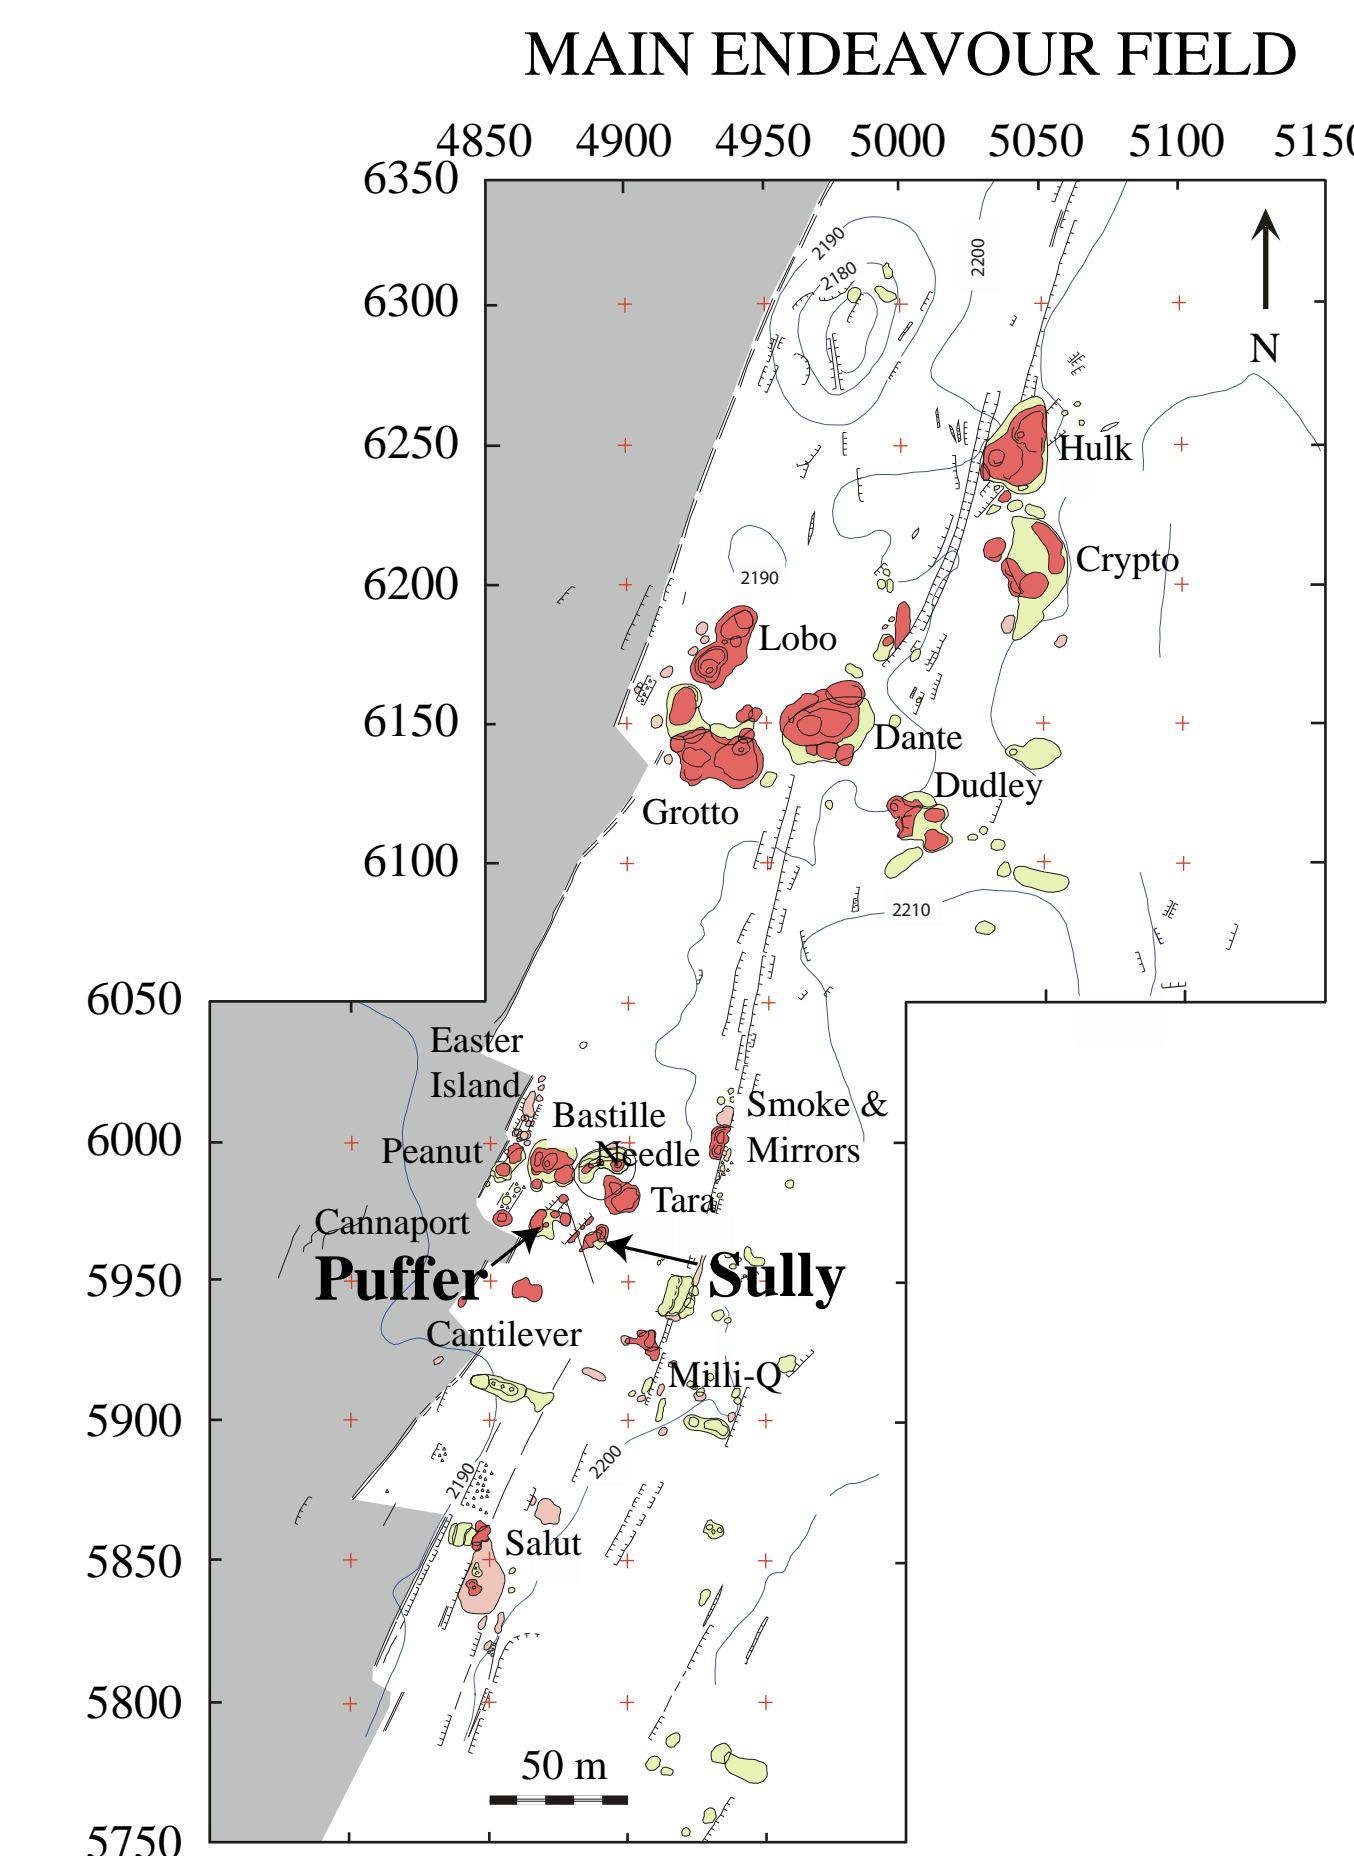 MAIN ENDEAVOUR FIELD
4850 4900 4950 5000 5050 5100 5150
6350
2190
2200
2180
6300
N
6250
Hulk
Crypto
6200
2190
Lobo
6150
Dante
Dudley
Grotto
6100
2210
6050
Easter
Island
Bastille
Smoke &
6000
Peanut
Needle
Mirrors
Tara
Cannaport
5950
Puffer
Sully
Cantilever
Milli-Q
5900
2190
2200
Salut
5850
5800
50 m
5750